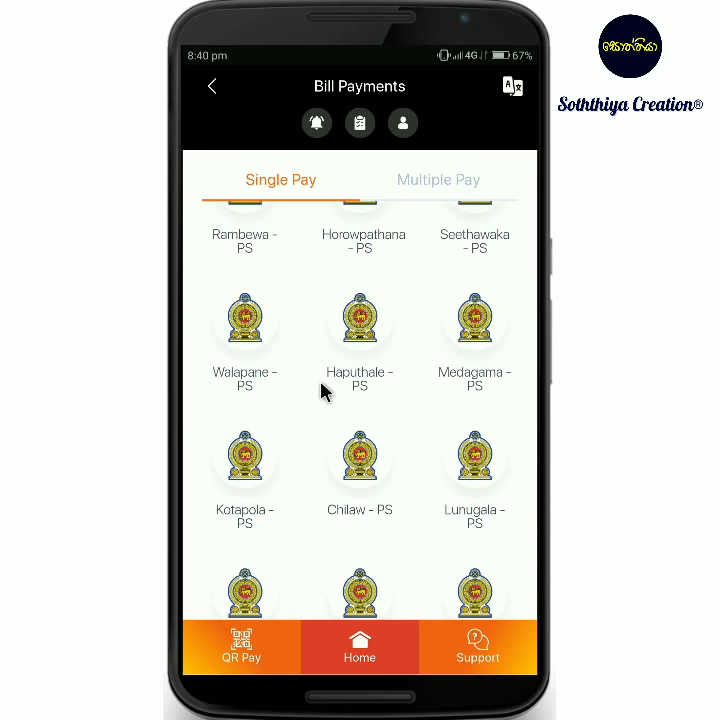 සොත්තියා
Soththiya Creation®
8:40 pm
4G 67%
Bill Payments
Single Pay
Multiple Pay
Rambewa -
PS
Horowpathana
- PS
Seethawaka
- PS
Walapane -
PS
Haputhale -
PS
Medagama -
PS
Kotapola -
PS
Chilaw - PS
Lunugala -
PS
QR Pay
Home
Support